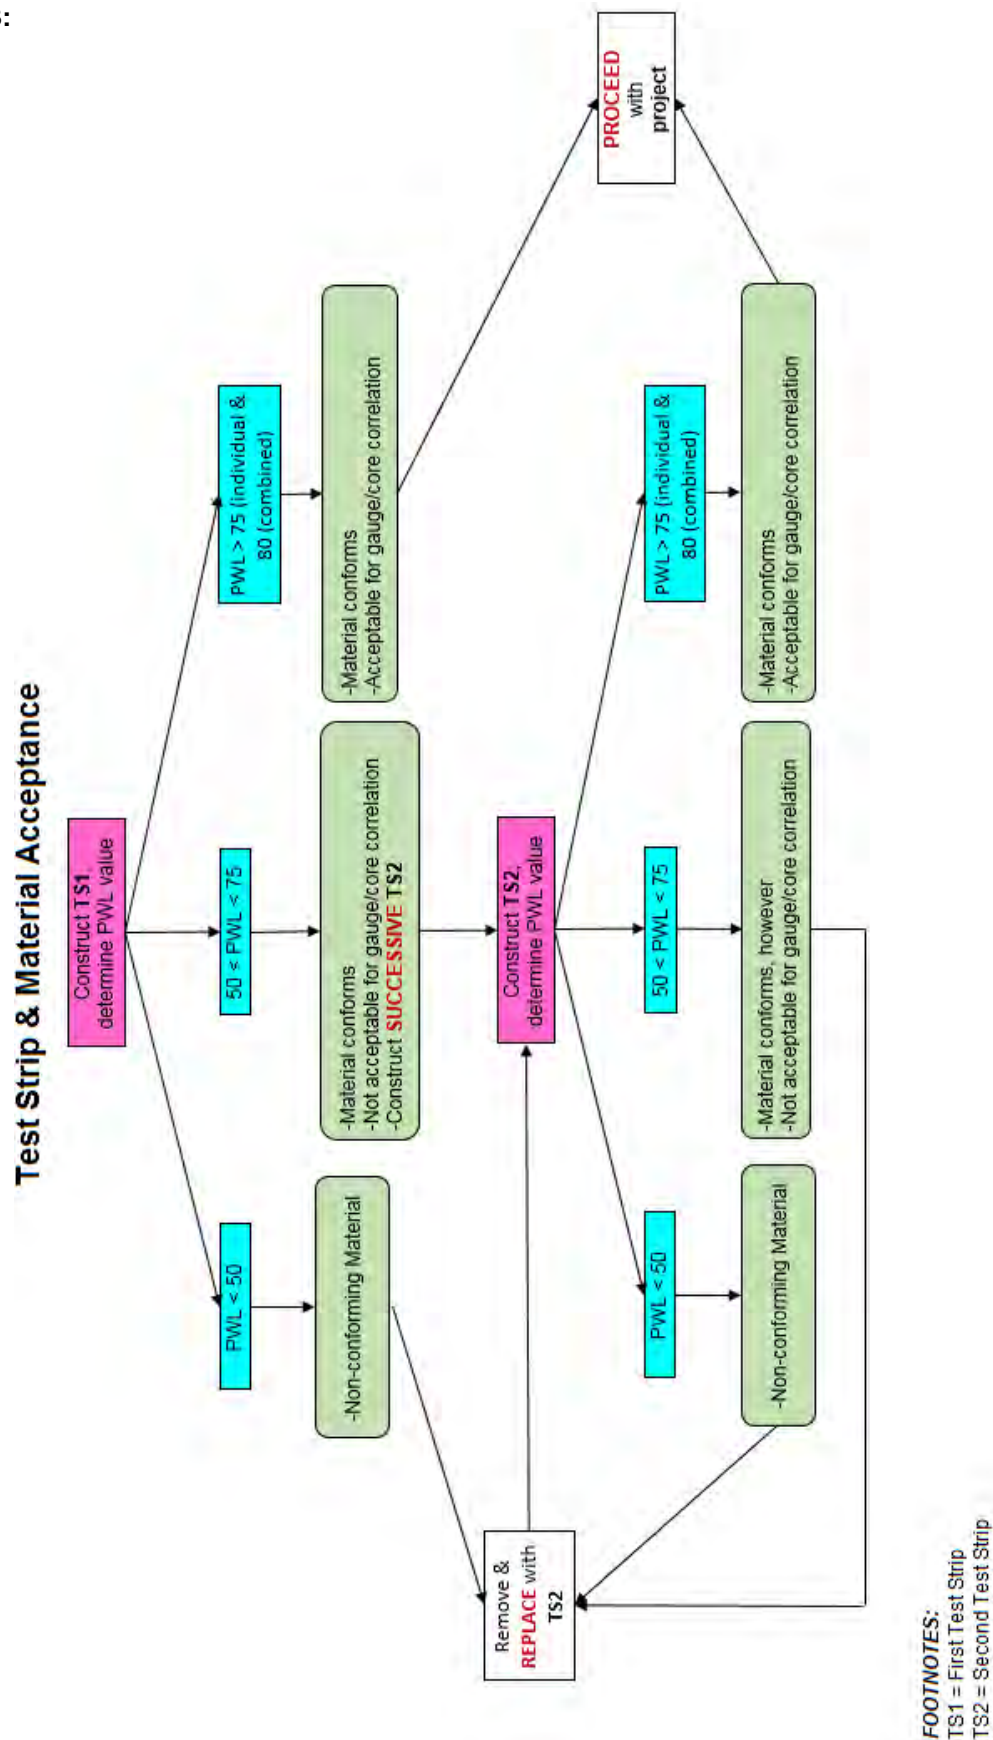 s:
Test Strip & Material Acceptance
Construct TS1,
determine PWL value
PWL < 50
50 ≤ PWL < 75
PWL > 75 (individual &
80 (combined)
-Non-conforming Material
-Material conforms
-Not acceptable for gauge/core correlation
-Construct SUCCESSIVE TS2
-Material conforms
-Acceptable for gauge/core correlation
Remove &
REPLACE with
TS2
Construct TS2,
determine PWL value
PROCEED
with
project
PWL < 50
50 < PWL < 75
PWL > 75 (individual &
80 (combined)
-Non-conforming Material
-Material conforms, however
-Not acceptable for gauge/core correlation
-Material conforms
-Acceptable for gauge/core correlation
FOOTNOTES:
TS1 = First Test Strip
TS2 = Second Test Strip